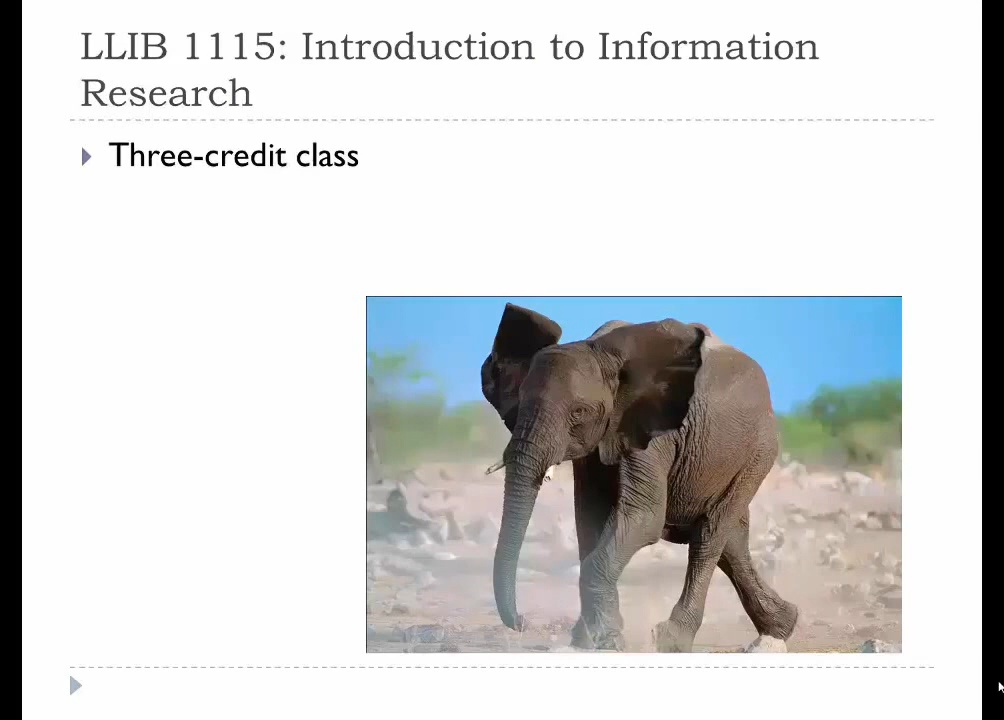 LLIB 1115: Introduction to Information
Research
Three-credit class